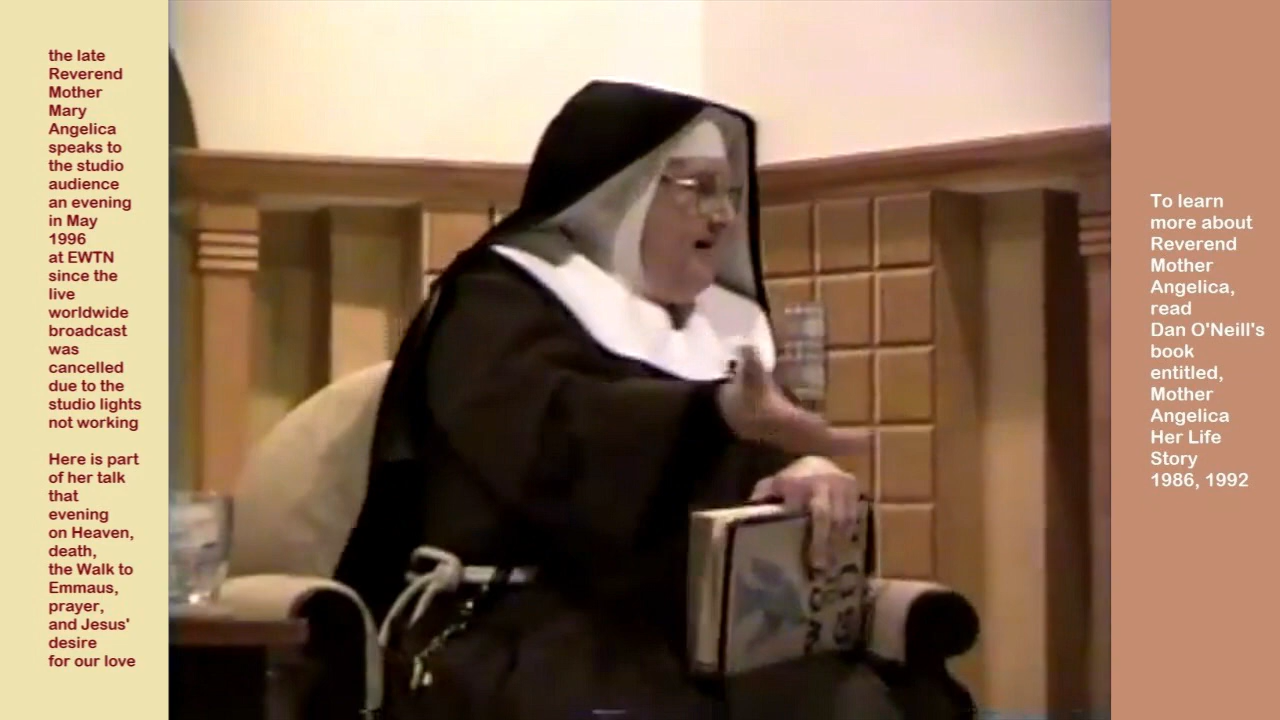 the late
Reverend
Mother
Mary
Angelica
speaks to
the studio
audience
an evening
in May
1996
at EWTN
since the
live
worldwide
broadcast
was
cancelled
due to the
studio lights
not working
Here is part
of her talk
that
evening
on Heaven,
death,
the Walk to
Emmaus,
prayer,
and Jesus'
desire
for our love
To learn
more about
Reverend
Mother
Angelica,
read
Dan O'Neill's
book
entitled,
Mother
Angelica
Her Life
Story
1986, 1992